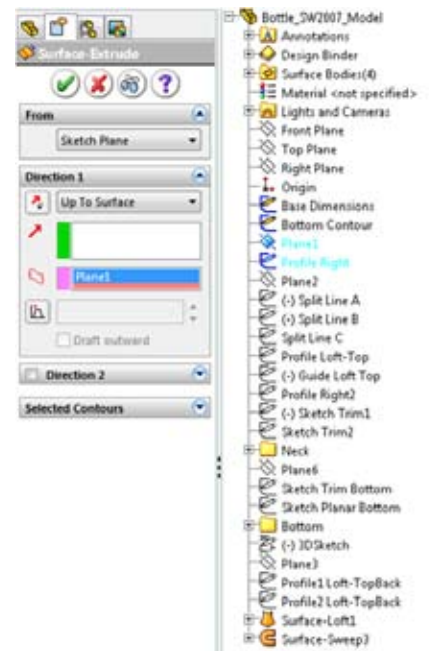 Surface-Extrude
From
Sketch Plane
Direction 1
Up To Surface
Plane1
Draft outward
Direction 2
Selected Contours
Bottle_SW2007_Model
Annotations
Design Binder
Surface Bodies(4)
Material <not specified>
Lights and Cameras
Front Plane
Top Plane
Right Plane
Origin
Base Dimensions
Bottom Contour
Plane1
Profile Right
Plane2
(-) Split Line A
(-) Split Line B
Split Line C
Profile Loft-Top
(-) Guide Loft Top
Profile Right2
(-) Sketch Trim1
Sketch Trim2
Neck
Plane6
Sketch Trim Bottom
Sketch Planar Bottom
Bottom
(-) 3DSketch
Plane3
Profile1 Loft-TopBack
Profile2 Loft-TopBack
Surface-Loft1
Surface-Sweep3